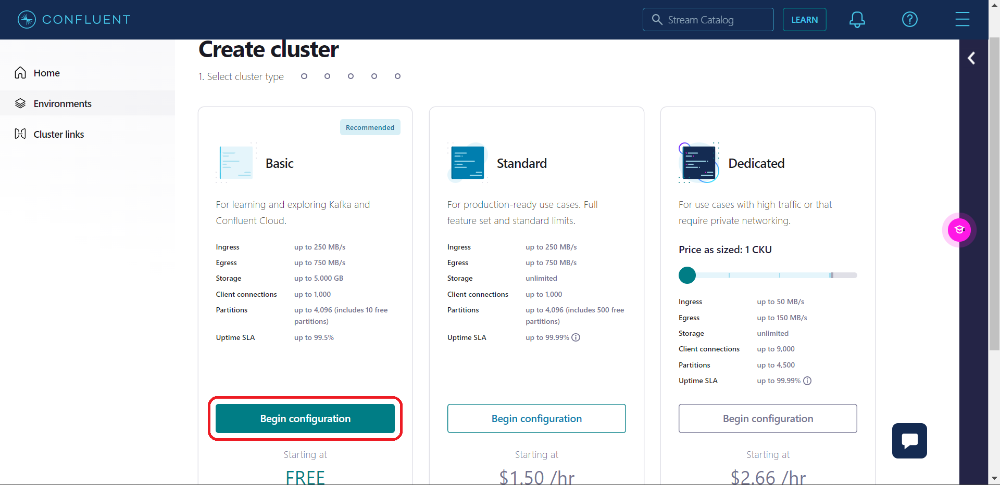 CONFLUENT
Stream Catalog
LEARN
Home
Environments
Cluster links
Create cluster
1. Select cluster type
Recommended
Basic
For learning and exploring Kafka and
Confluent Cloud.
Ingress up to 250 MB/s
Egress up to 750 MB/s
Storage up to 5,000 GB
Client connections up to 1,000
Partitions up to 4,096 (includes 10 free
partitions)
Uptime SLA up to 99.5%
Begin configuration
Starting at
FREE
Standard
For production-ready use cases. Full
feature set and standard limits.
Ingress up to 250 MB/s
Egress up to 750 MB/s
Storage unlimited
Client connections up to 1,000
Partitions up to 4,096 (includes 500 free
partitions)
Uptime SLA up to 99.99%
Begin configuration
Starting at
$1.50 /hr
Dedicated
For use cases with high traffic or that
require private networking.
Price as sized: 1 CKU
Ingress up to 50 MB/s
Egress up to 150 MB/s
Storage unlimited
Client connections up to 9,000
Partitions up to 4,500
Uptime SLA up to 99.99%
Begin configuration
Starting at
$2.66 /hr